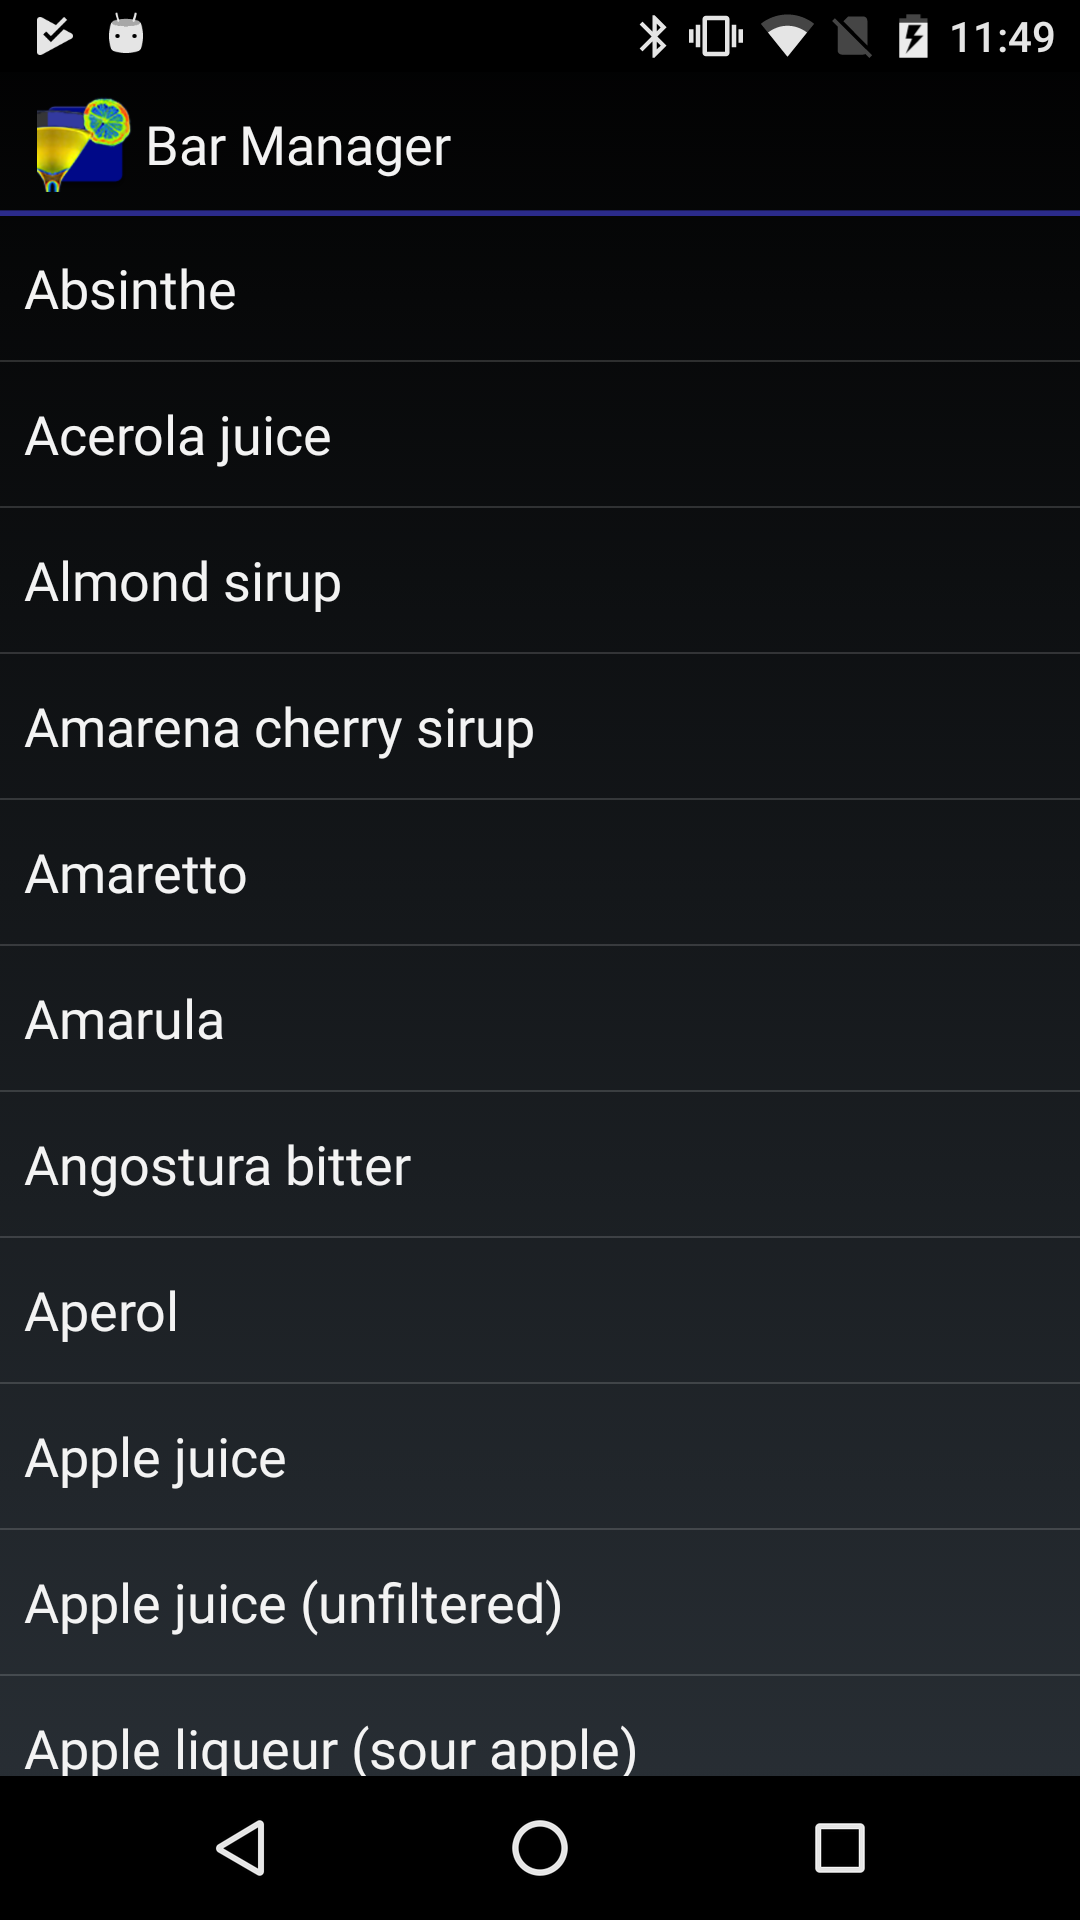 11:49
Bar Manager
Absinthe
Acerola juice
Almond sirup
Amarena cherry sirup
Amaretto
Amarula
Angostura bitter
Aperol
Apple juice
Apple juice (unfiltered)
Apple liqueur (sour apple)